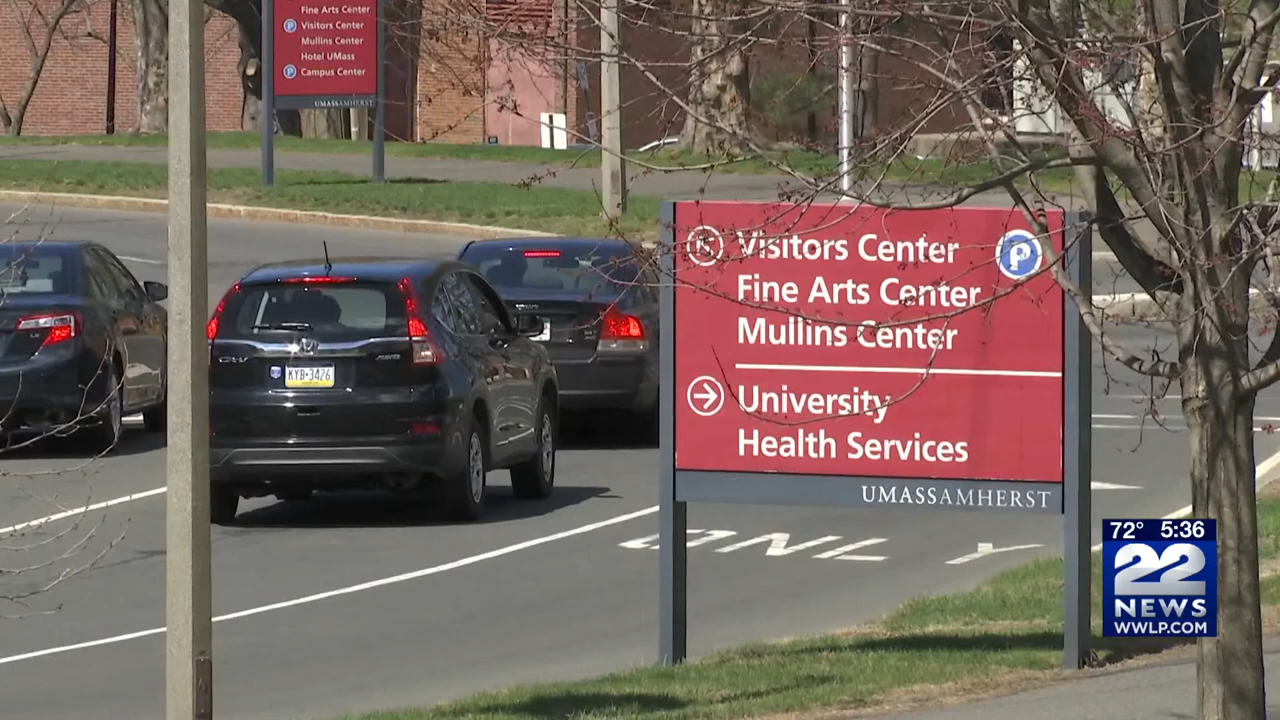 Fine Arts Center
P Visitors Center
Mullins Center
Hotel UMass
P Campus Center
UMASSAMHERST
Visitors Center P
Fine Arts Center
Mullins Center
University
Health Services
UMASSAMHERST
CR-V
AWD
KYB-3426
ONLY
72° 5:36
22
NEWS
WWLP.COM